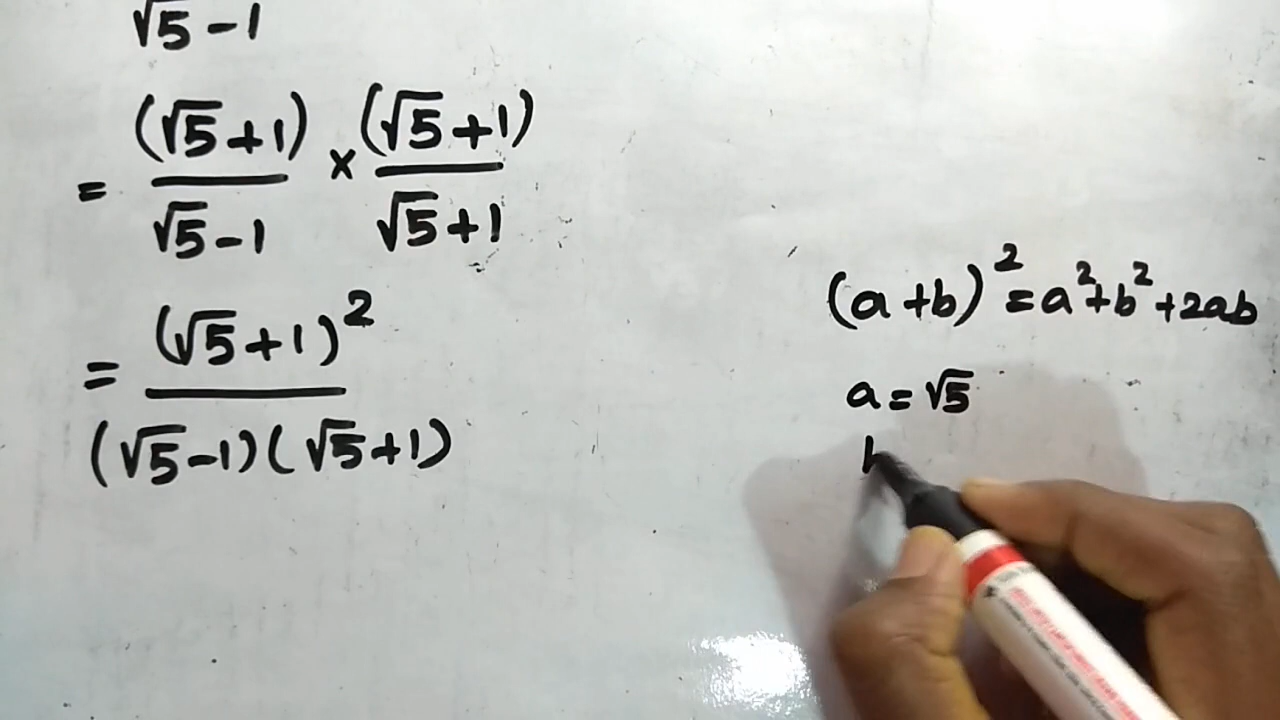 √5 - 1
= (√5 + 1) / (√5 - 1) × (√5 + 1) / (√5 + 1)
= (√5 + 1)² / (√5 - 1)(√5 + 1)
(a + b)² = a² + b² + 2ab
a = √5
b